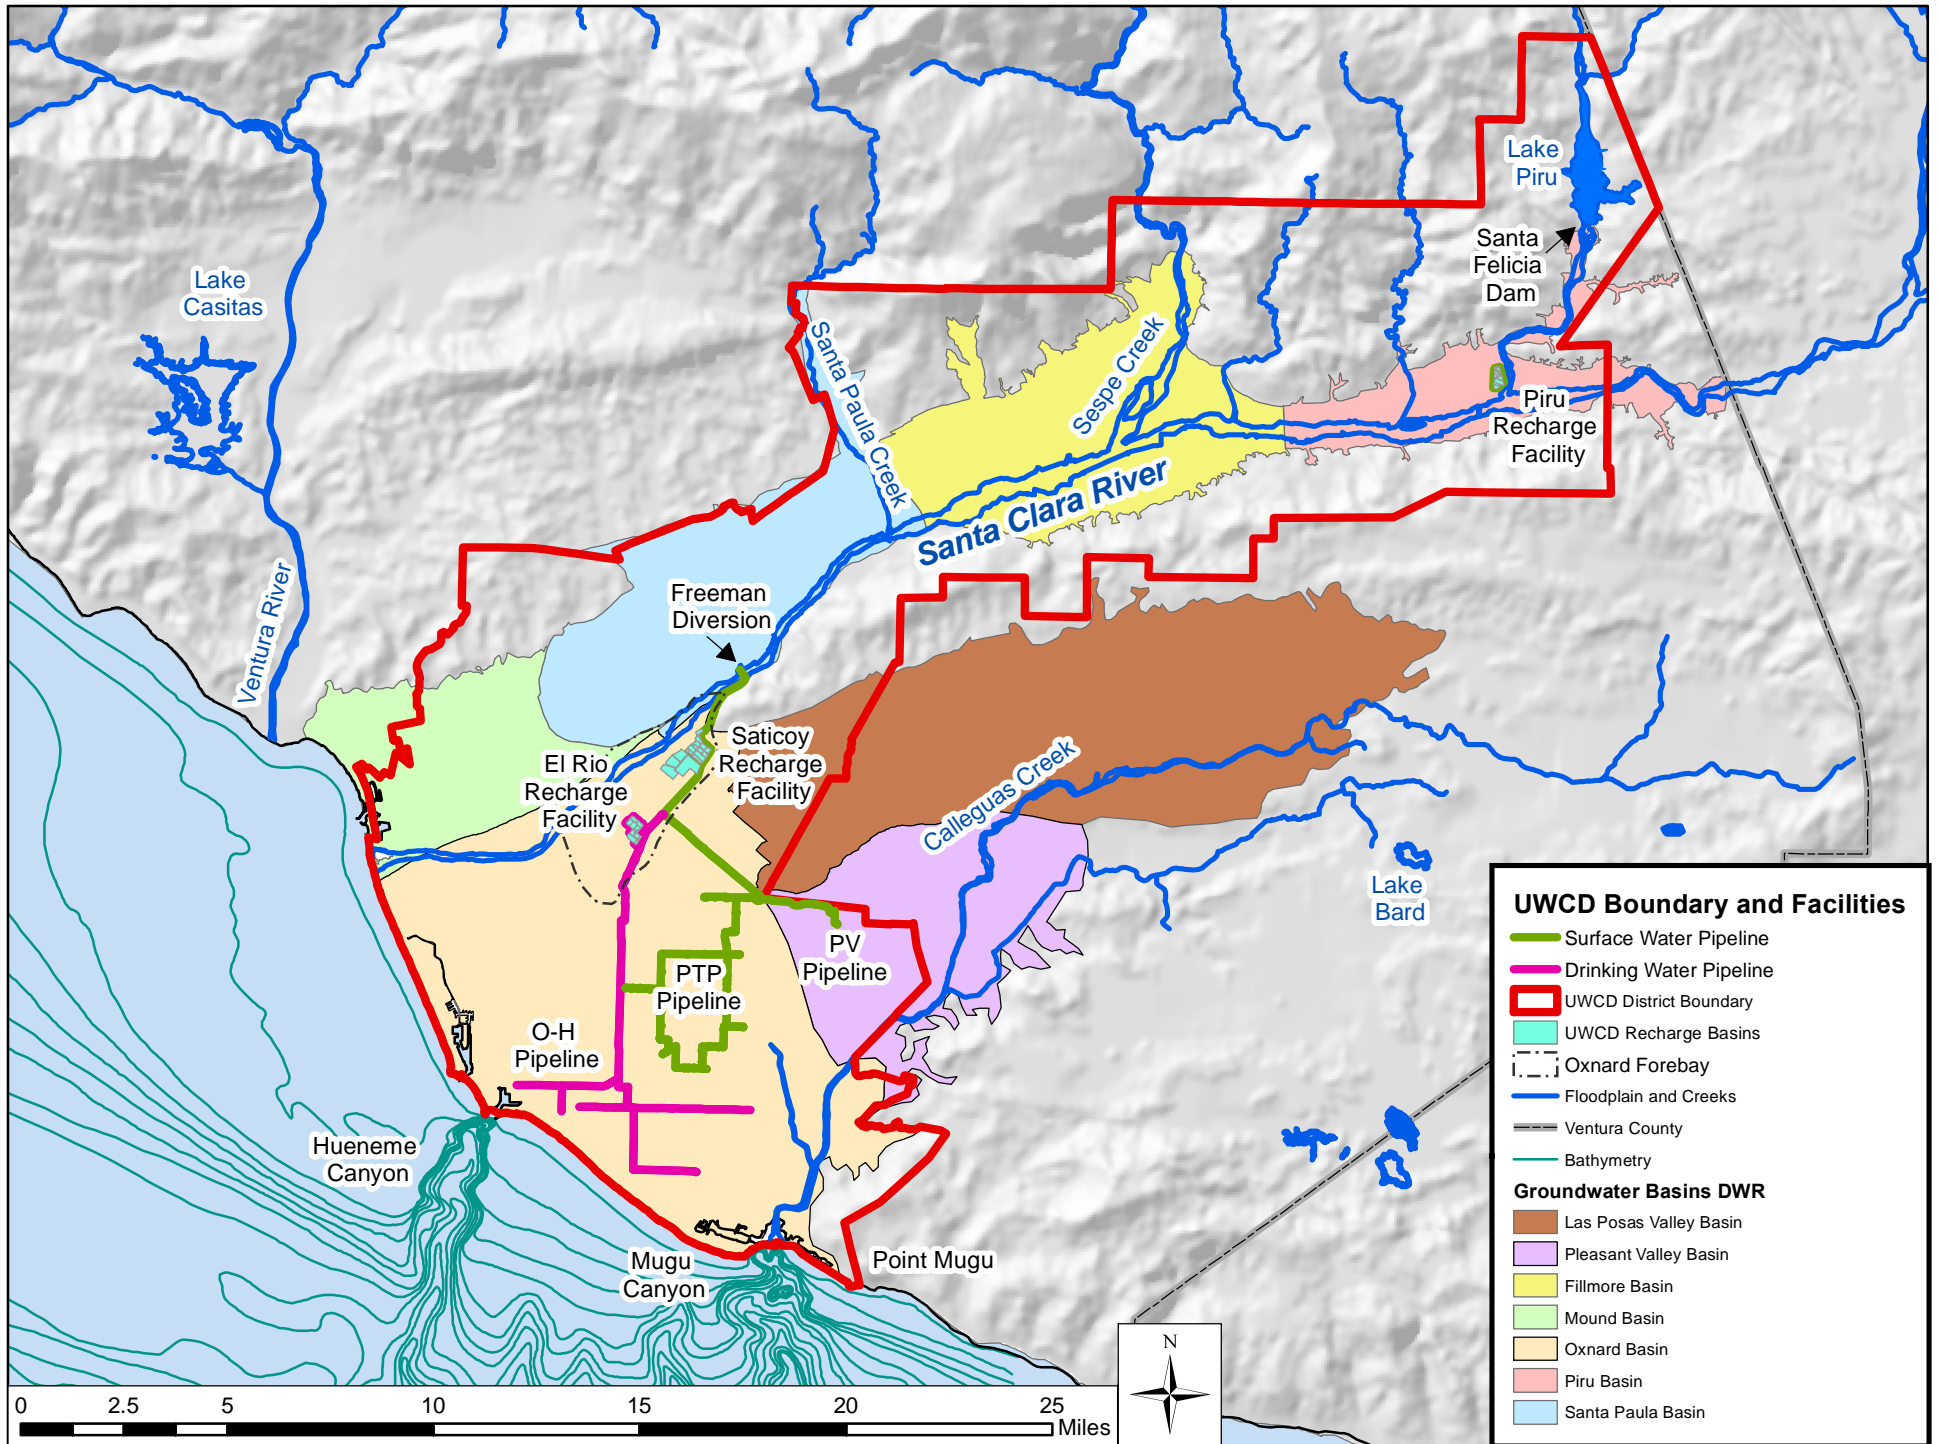 Lake
Piru
Santa
Felicia
Dam
Lake
Casitas
Santa Paula Creek
Sespe Creek
Piru
Recharge
Facility
Santa Clara River
Ventura River
Freeman
Diversion
Saticoy
Recharge
Facility
El Rio
Recharge
Facility
Calleguas Creek
Lake
Bard
PV
Pipeline
PTP
Pipeline
O-H
Pipeline
Hueneme
Canyon
Mugu
Canyon
Point Mugu
UWCD Boundary and Facilities
Surface Water Pipeline
Drinking Water Pipeline
UWCD District Boundary
UWCD Recharge Basins
Oxnard Forebay
Floodplain and Creeks
Ventura County
Bathymetry
Groundwater Basins DWR
Las Posas Valley Basin
Pleasant Valley Basin
Fillmore Basin
Mound Basin
Oxnard Basin
Piru Basin
Santa Paula Basin
N
0 2.5 5 10 15 20 25
Miles